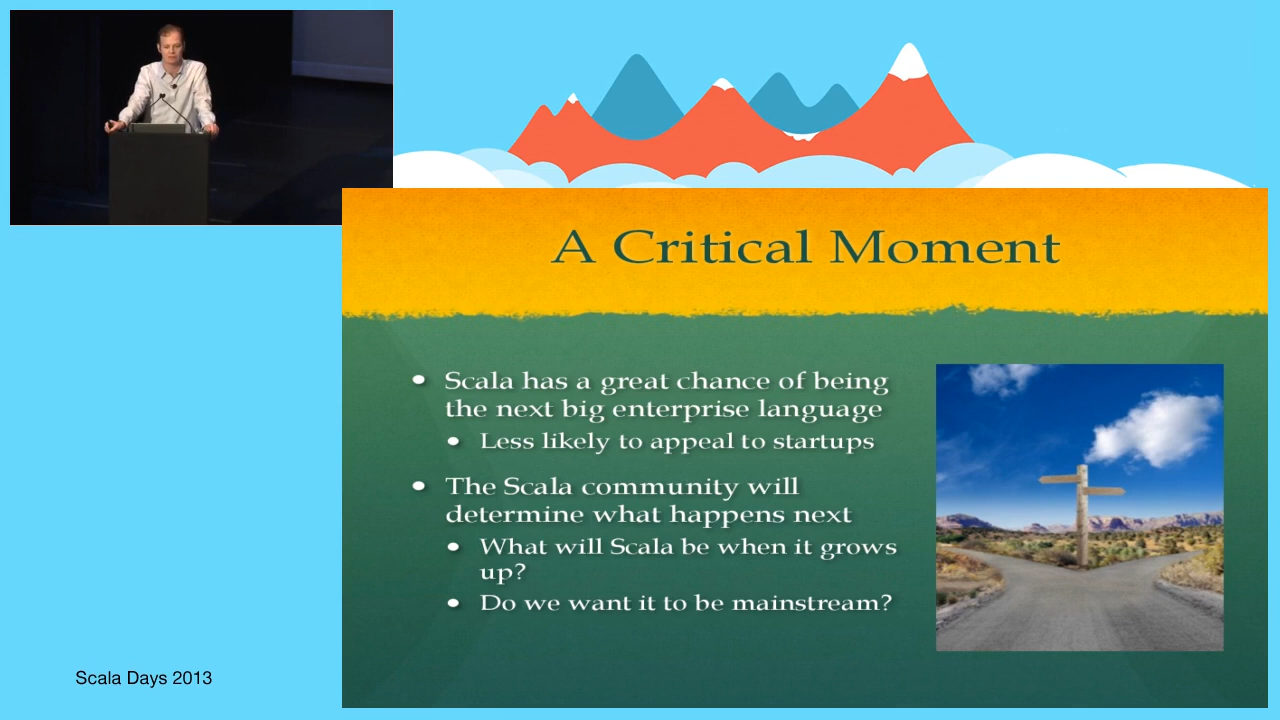 A Critical Moment
Scala has a great chance of being
the next big enterprise language
Less likely to appeal to startups
The Scala community will
determine what happens next
What will Scala be when it grows
up?
Do we want it to be mainstream?
Scala Days 2013